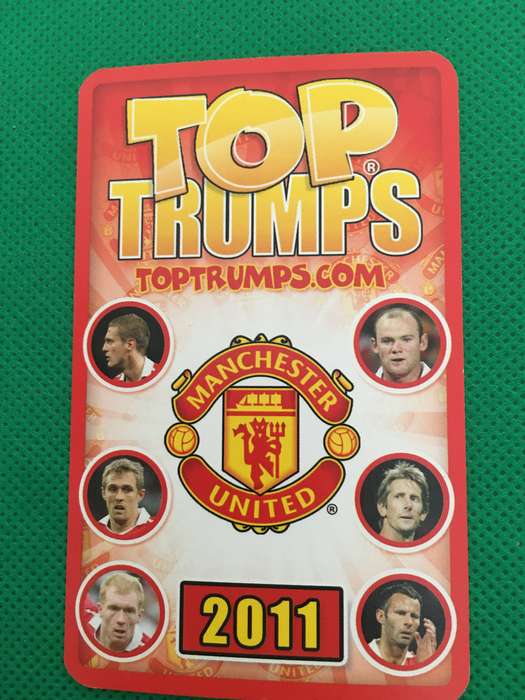 TOP
TRUMPS®
TOPTRUMPS.COM
MANCHESTER
UNITED®
2011